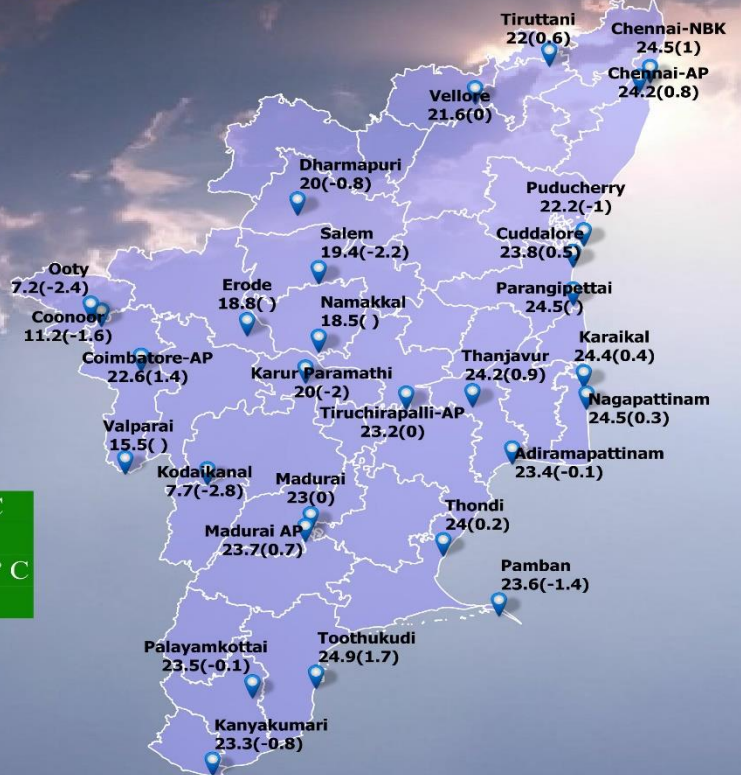 Tiruttani
22(0.6)
Chennai-NBK
24.5(1)
Chennai-AP
24.2(0.8)
Vellore
21.6(0)
Dharmapuri
20(-0.8)
Puducherry
22.2(-1)
Salem
19.4(-2.2)
Cuddalore
23.8(0.5)
Ooty
7.2(-2.4)
Coonoor
11.2(-1.6)
Erode
18.8( )
Namakkal
18.5( )
Parangipettai
24.5( )
Karaikal
24.4(0.4)
Coimbatore-AP
22.6(1.4)
Karur Paramathi
20(-2)
Thanjavur
24.2(0.9)
Tiruchirapalli-AP
23.2(0)
Nagapattinam
24.5(0.3)
Valparai
15.5( )
Adiramapattinam
23.4(-0.1)
Kodaikanal
7.7(-2.8)
Madurai
23(0)
C
Madurai AP
23.7(0.7)
Thondi
24(0.2)
° C
Pamban
23.6(-1.4)
Palayamkottai
23.5(-0.1)
Toothukudi
24.9(1.7)
Kanyakumari
23.3(-0.8)